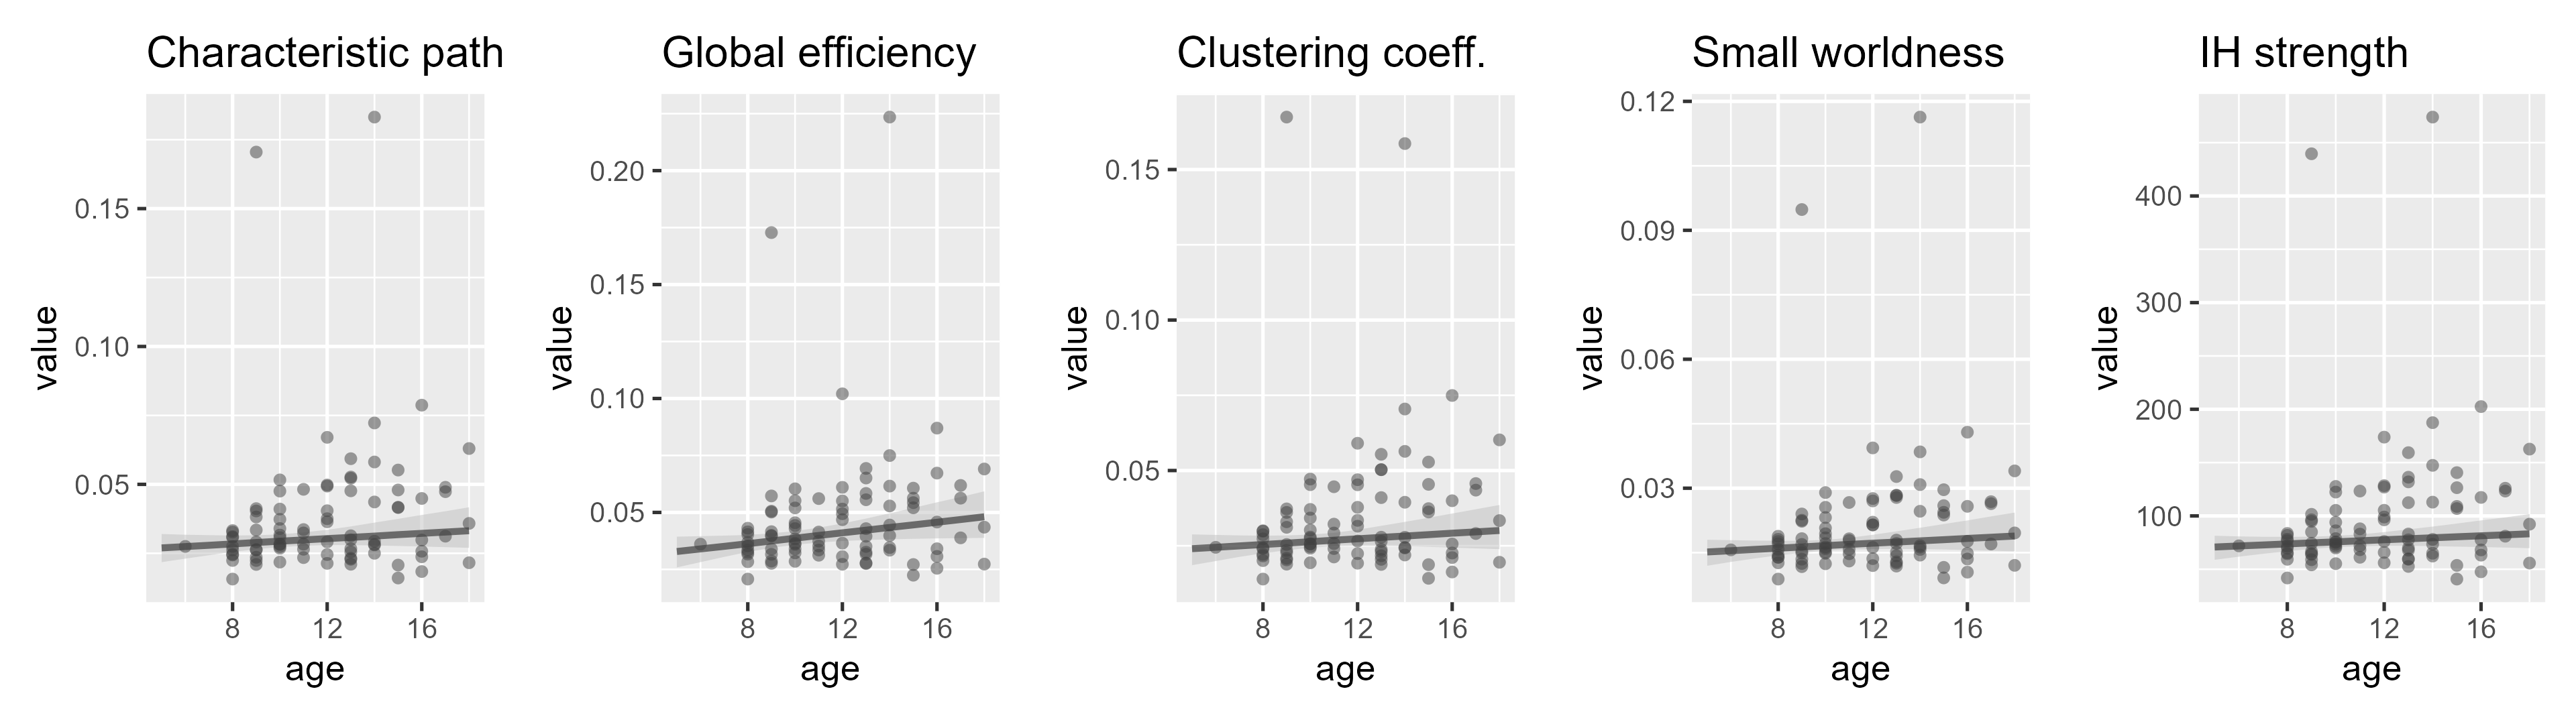 Characteristic path
Global efficiency
Clustering coeff.
Small worldness
IH strength
value
0.15
0.10
0.05
8
12
16
age
value
0.20
0.15
0.10
0.05
8
12
16
age
value
0.15
0.10
0.05
8
12
16
age
value
0.12
0.09
0.06
0.03
8
12
16
age
value
400
300
200
100
8
12
16
age